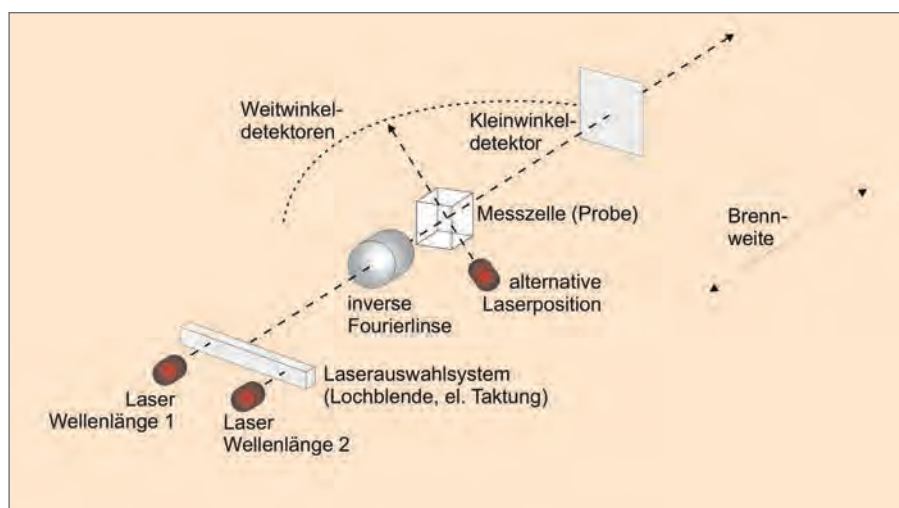 Weitwinkel-
detektoren
Kleinwinkel-
detektor
Messzelle (Probe)
Brenn-
weite
alternative
Laserposition
inverse
Fourierlinse
Laserauswahlsystem
(Lochblende, el. Taktung)
Laser
Wellenlänge 1
Laser
Wellenlänge 2